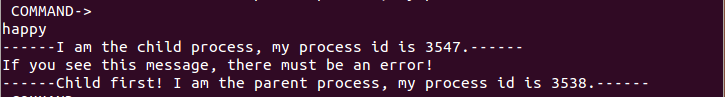 COMMAND->
happy
------I am the child process, my process id is 3547.------
If you see this message, there must be an error!
------Child first! I am the parent process, my process id is 3538.------